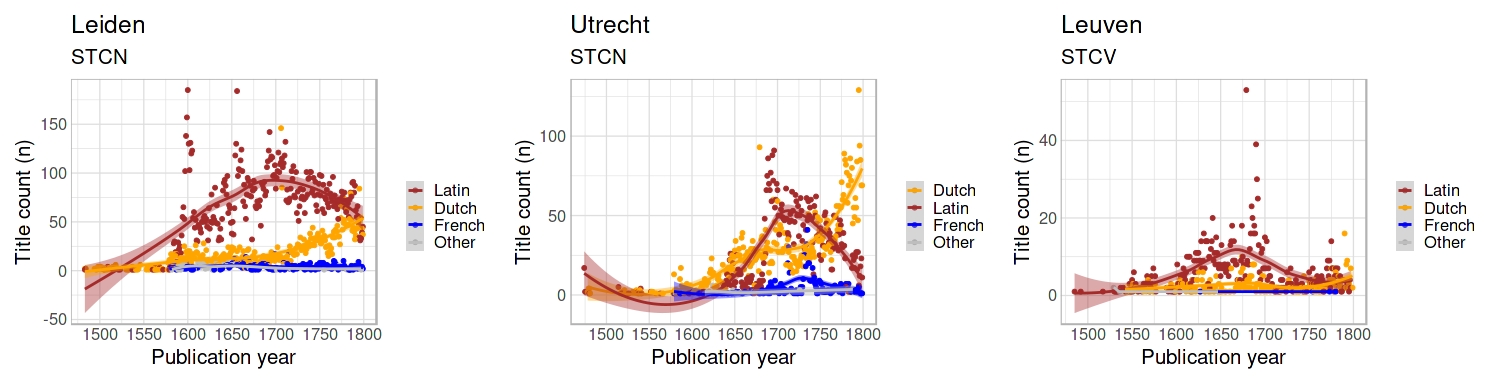 Leiden
STCN
Title count (n)
150
100
50
0
-50
1500 1550 1600 1650 1700 1750 1800
Publication year
Latin
Dutch
French
Other
Utrecht
STCN
Title count (n)
100
50
0
1500 1550 1600 1650 1700 1750 1800
Publication year
Dutch
Latin
French
Other
Leuven
STCV
Title count (n)
40
20
0
1500 1550 1600 1650 1700 1750 1800
Publication year
Latin
Dutch
French
Other